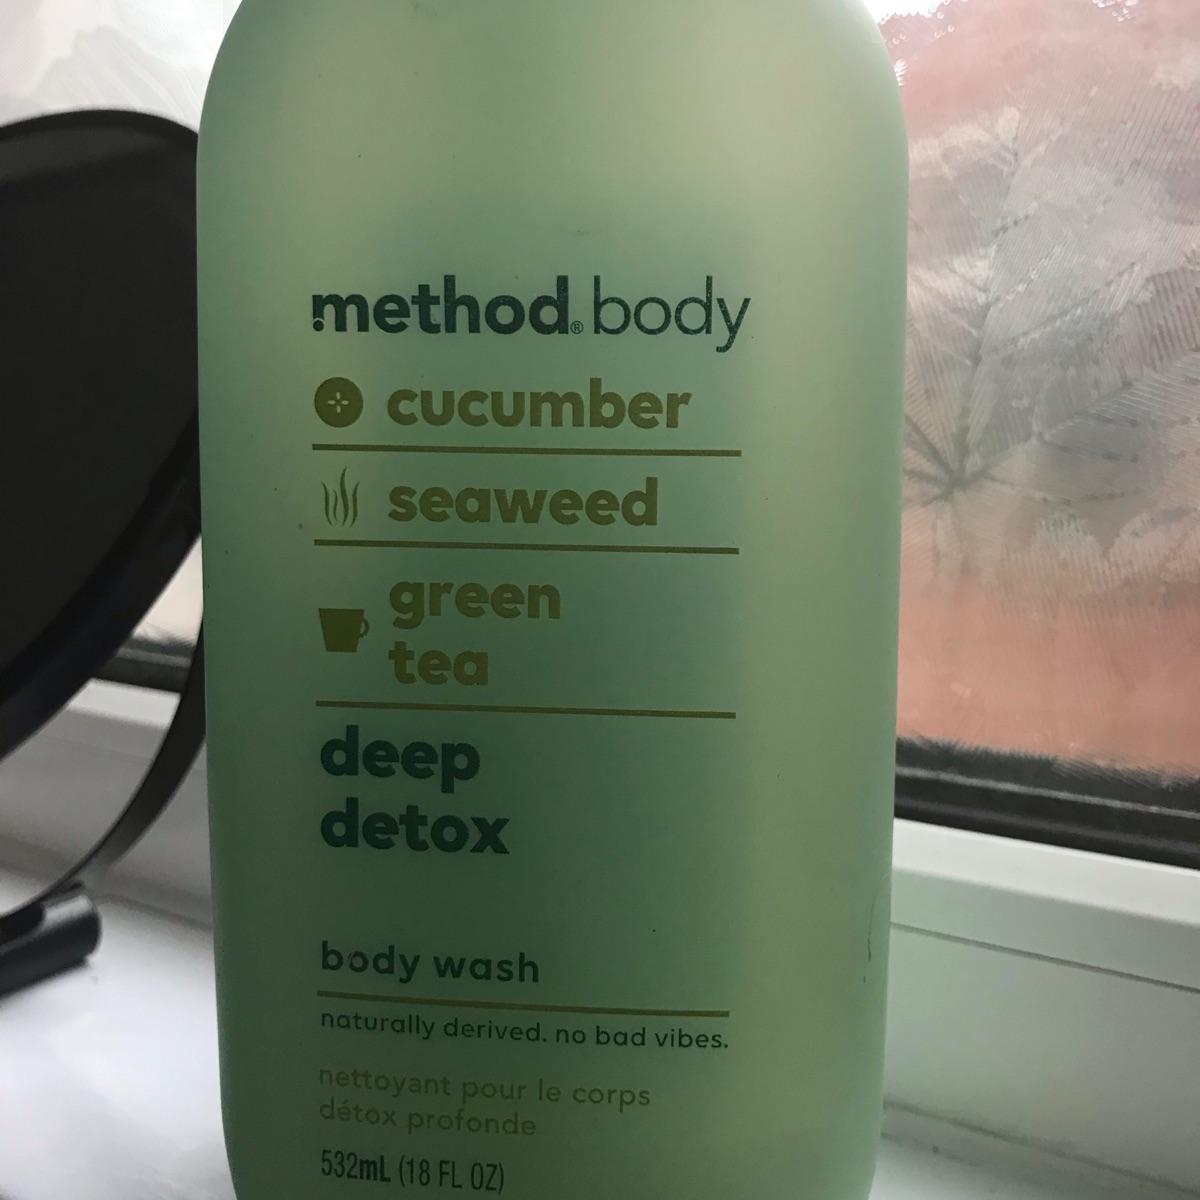 method® body
cucumber
seaweed
green
tea
deep
detox
body wash
naturally derived. no bad vibes.
nettoyant pour le corps
détox profonde
532mL (18 FL OZ)